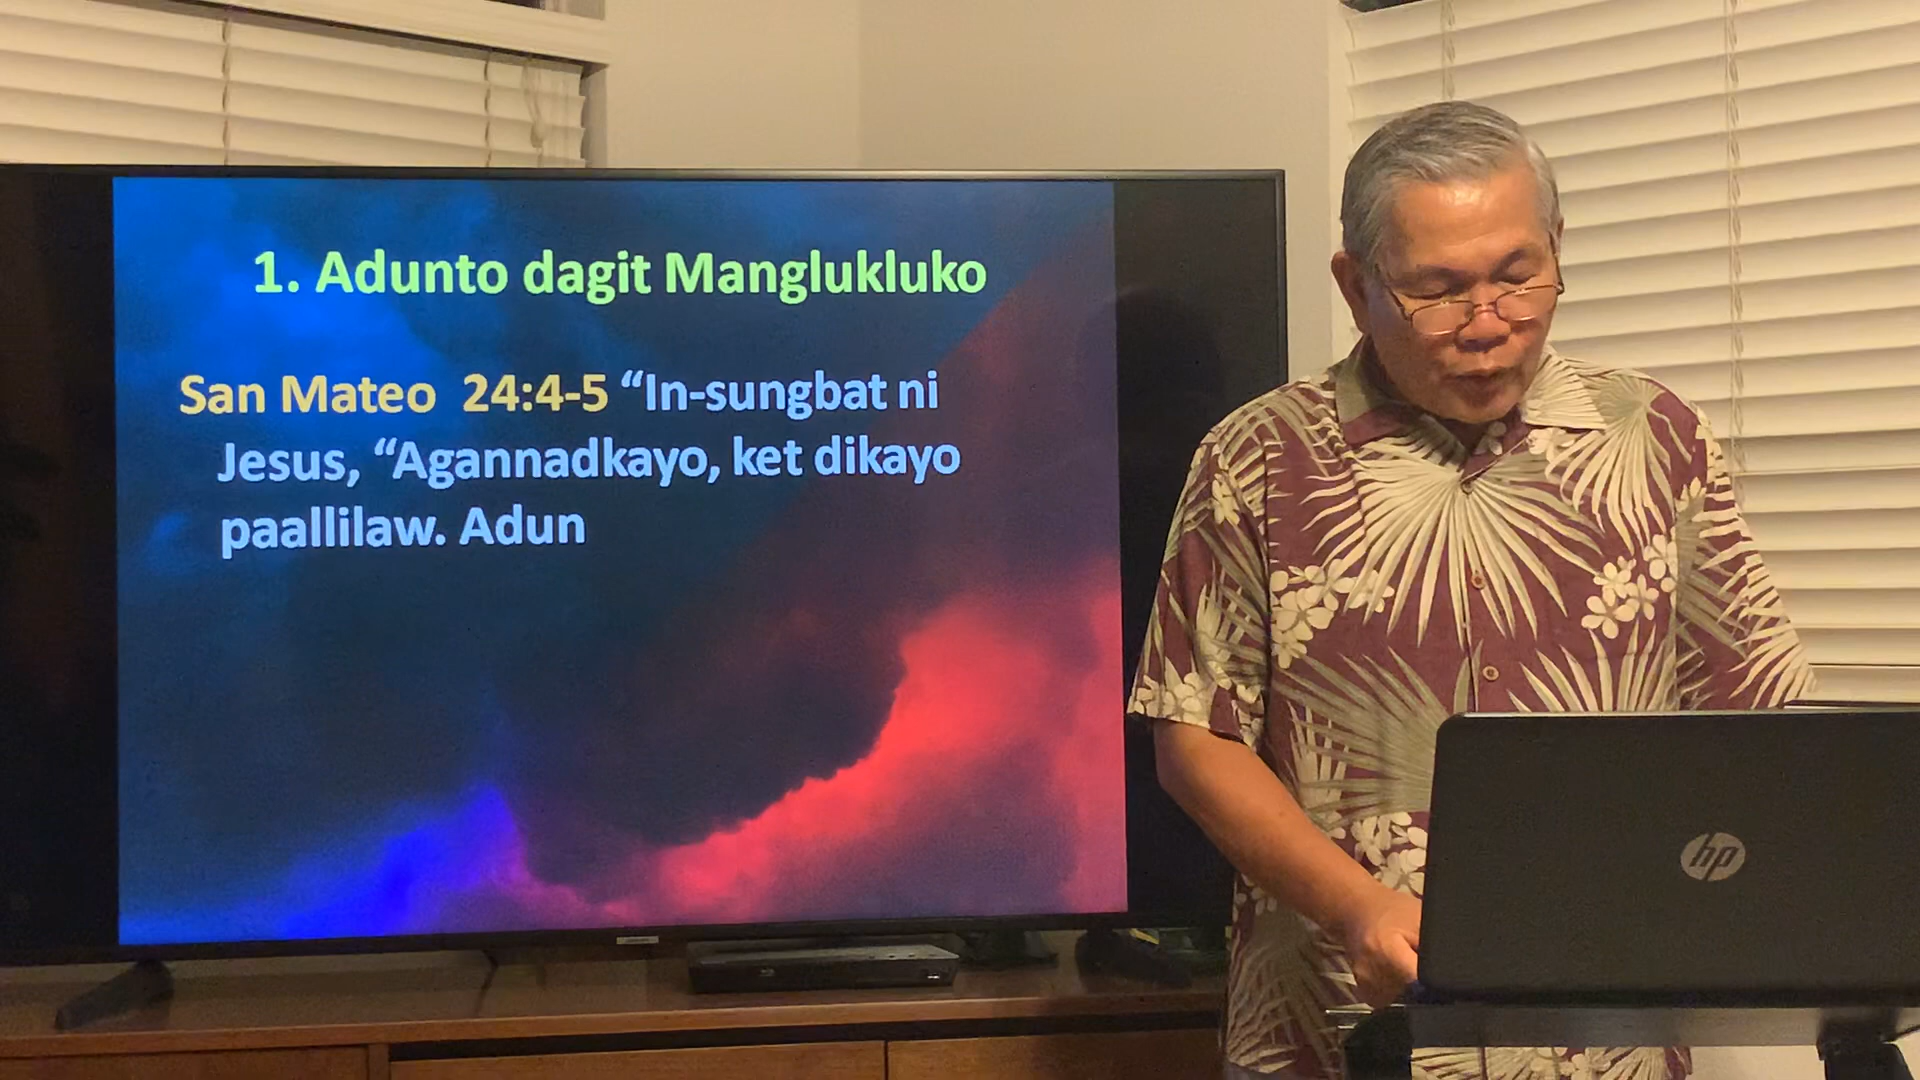 1. Adunto dagit Manglukluko
San Mateo 24:4-5 “In-sungbat ni
Jesus, “Agannadkayo, ket dikayo
paallilaw. Adun
hp